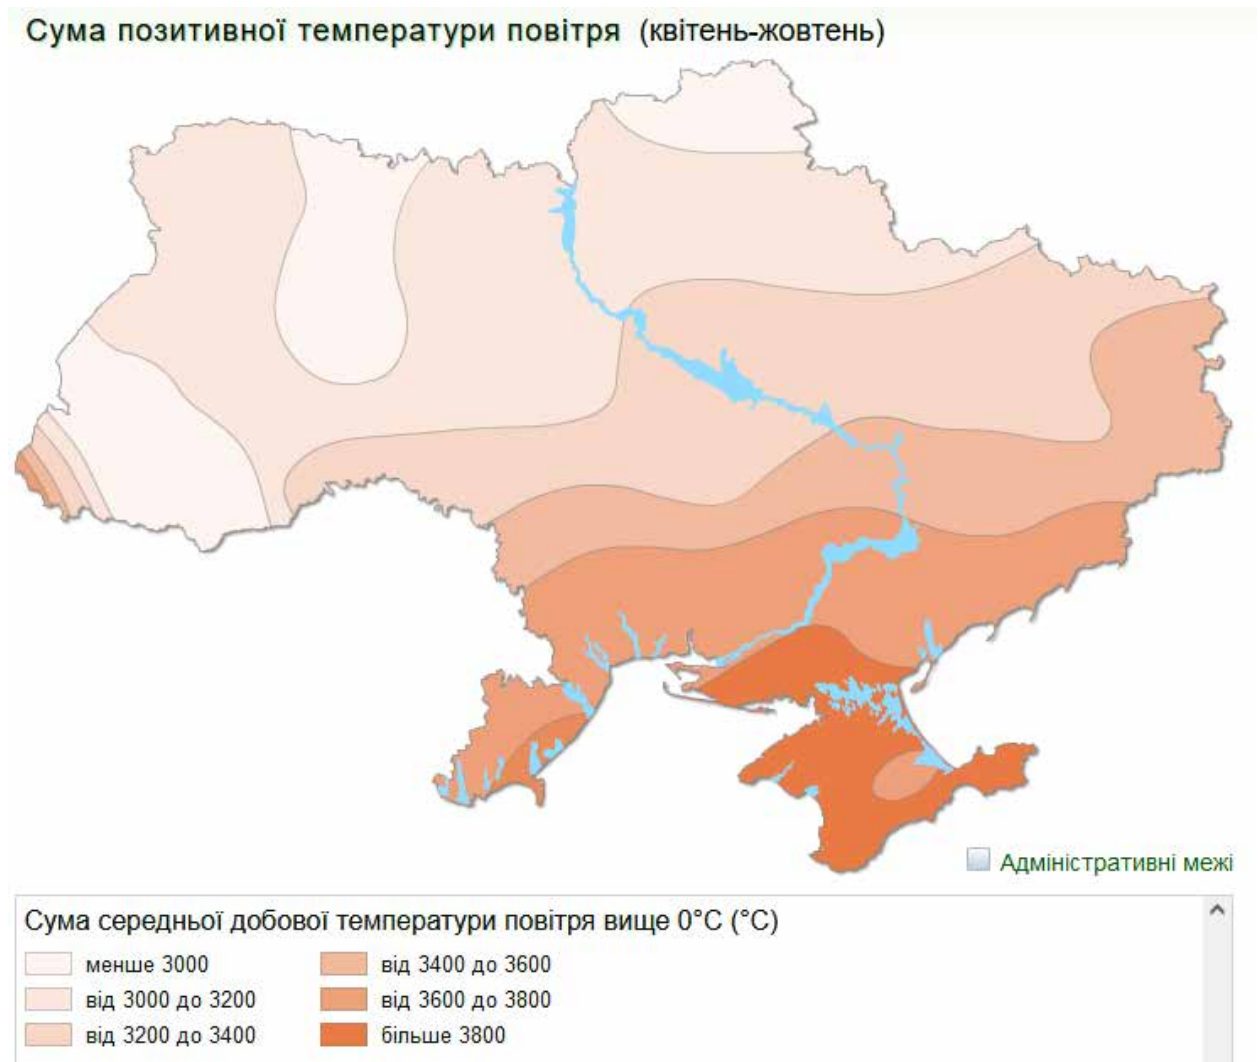 Сума позитивної температури повітря (квітень-жовтень)
Адміністративні межі
Сума середньої добової температури повітря вище 0°C (°C)
менше 3000
від 3000 до 3200
від 3200 до 3400
від 3400 до 3600
від 3600 до 3800
більше 3800